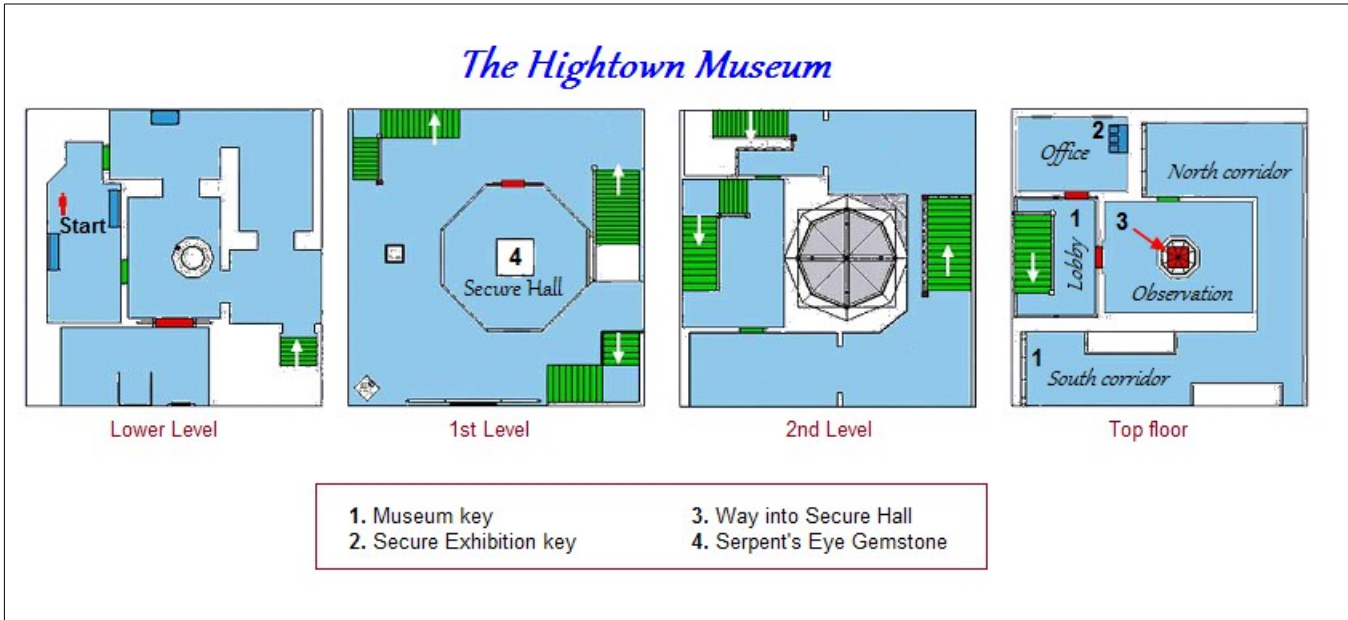 The Hightown Museum
Start
Lower Level
4
Secure Hall
1st Level
2nd Level
2
Office
North corridor
1
3
Lobby
Observation
1
South corridor
Top floor
1. Museum key
2. Secure Exhibition key
3. Way into Secure Hall
4. Serpent's Eye Gemstone